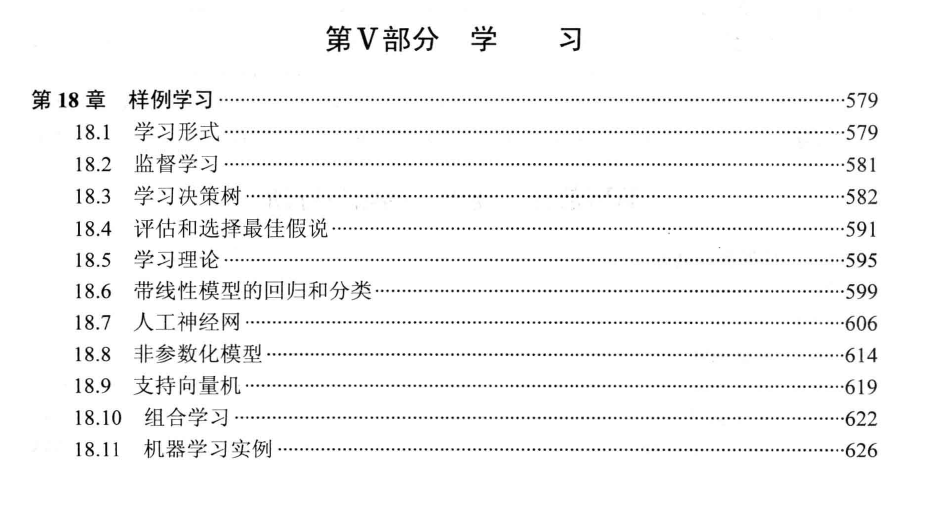 第Ⅴ部分 学 习
第 18 章 样例学习……579
18.1 学习形式……579
18.2 监督学习……581
18.3 学习决策树……582
18.4 评估和选择最佳假说……591
18.5 学习理论……595
18.6 带线性模型的回归和分类……599
18.7 人工神经网……606
18.8 非参数化模型……614
18.9 支持向量机……619
18.10 组合学习……622
18.11 机器学习实例……626